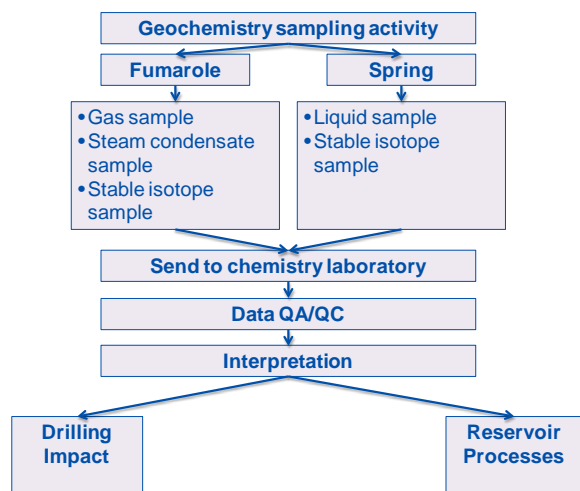 Geochemistry sampling activity
Fumarole
Spring
•Gas sample
•Steam condensate
sample
•Stable isotope
sample
•Liquid sample
•Stable isotope
sample
Send to chemistry laboratory
Data QA/QC
Interpretation
Drilling
Impact
Reservoir
Processes